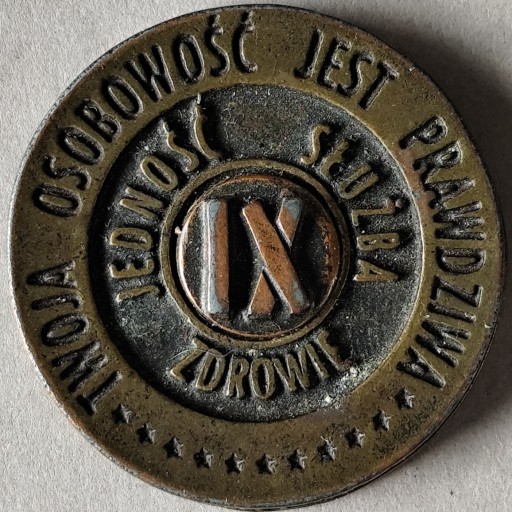 TWOJA OSOBOWOŚĆ JEST PRAWDZIWA
JEDNOŚĆ SŁUŻBA
ZDROWIE
IX